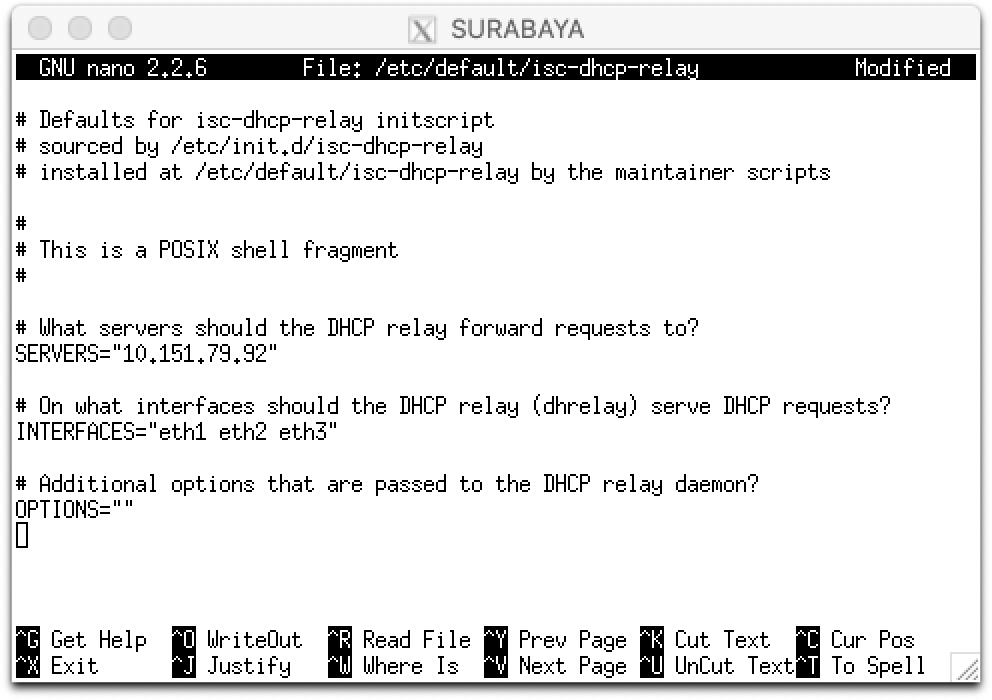 SURABAYA
GNU nano 2.2.6 File: /etc/default/isc-dhcp-relay Modified
# Defaults for isc-dhcp-relay initscript
# sourced by /etc/init.d/isc-dhcp-relay
# installed at /etc/default/isc-dhcp-relay by the maintainer scripts
#
# This is a POSIX shell fragment
#
# What servers should the DHCP relay forward requests to?
SERVERS="10.151.79.92"
# On what interfaces should the DHCP relay (dhrelay) serve DHCP requests?
INTERFACES="eth1 eth2 eth3"
# Additional options that are passed to the DHCP relay daemon?
OPTIONS=""
^G Get Help ^O WriteOut ^R Read File ^Y Prev Page ^K Cut Text ^C Cur Pos
^X Exit ^J Justify ^W Where Is ^V Next Page ^U UnCut Text ^T To Spell